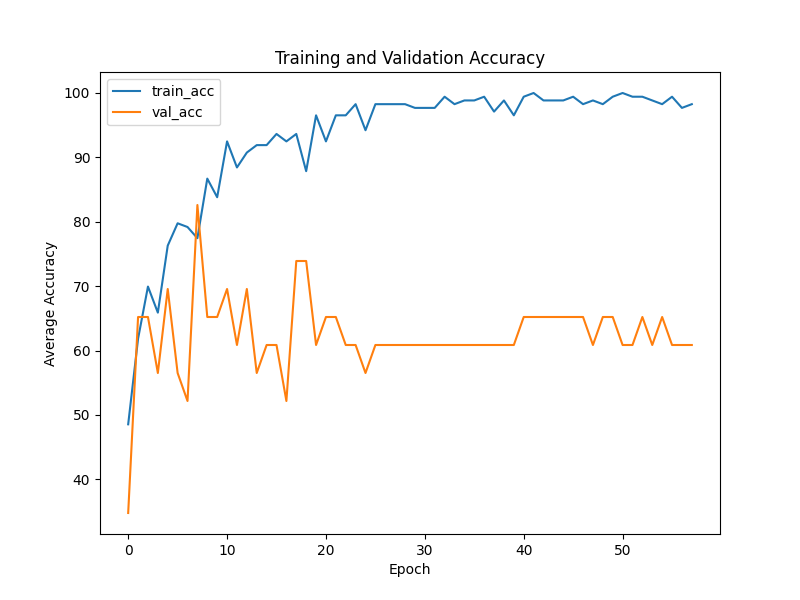 Training and Validation Accuracy
train_acc
val_acc
100
90
80
70
60
50
40
Average Accuracy
0 10 20 30 40 50
Epoch